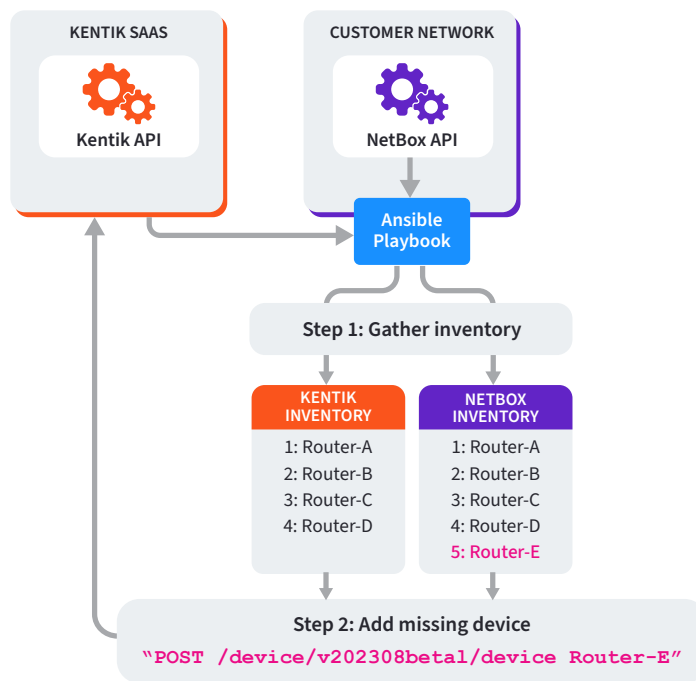 KENTIK SAAS
Kentik API
CUSTOMER NETWORK
NetBox API
Ansible
Playbook
Step 1: Gather inventory
KENTIK
INVENTORY
1: Router-A
2: Router-B
3: Router-C
4: Router-D
NETBOX
INVENTORY
1: Router-A
2: Router-B
3: Router-C
4: Router-D
5: Router-E
Step 2: Add missing device
“POST /device/v202308betal/device Router-E”